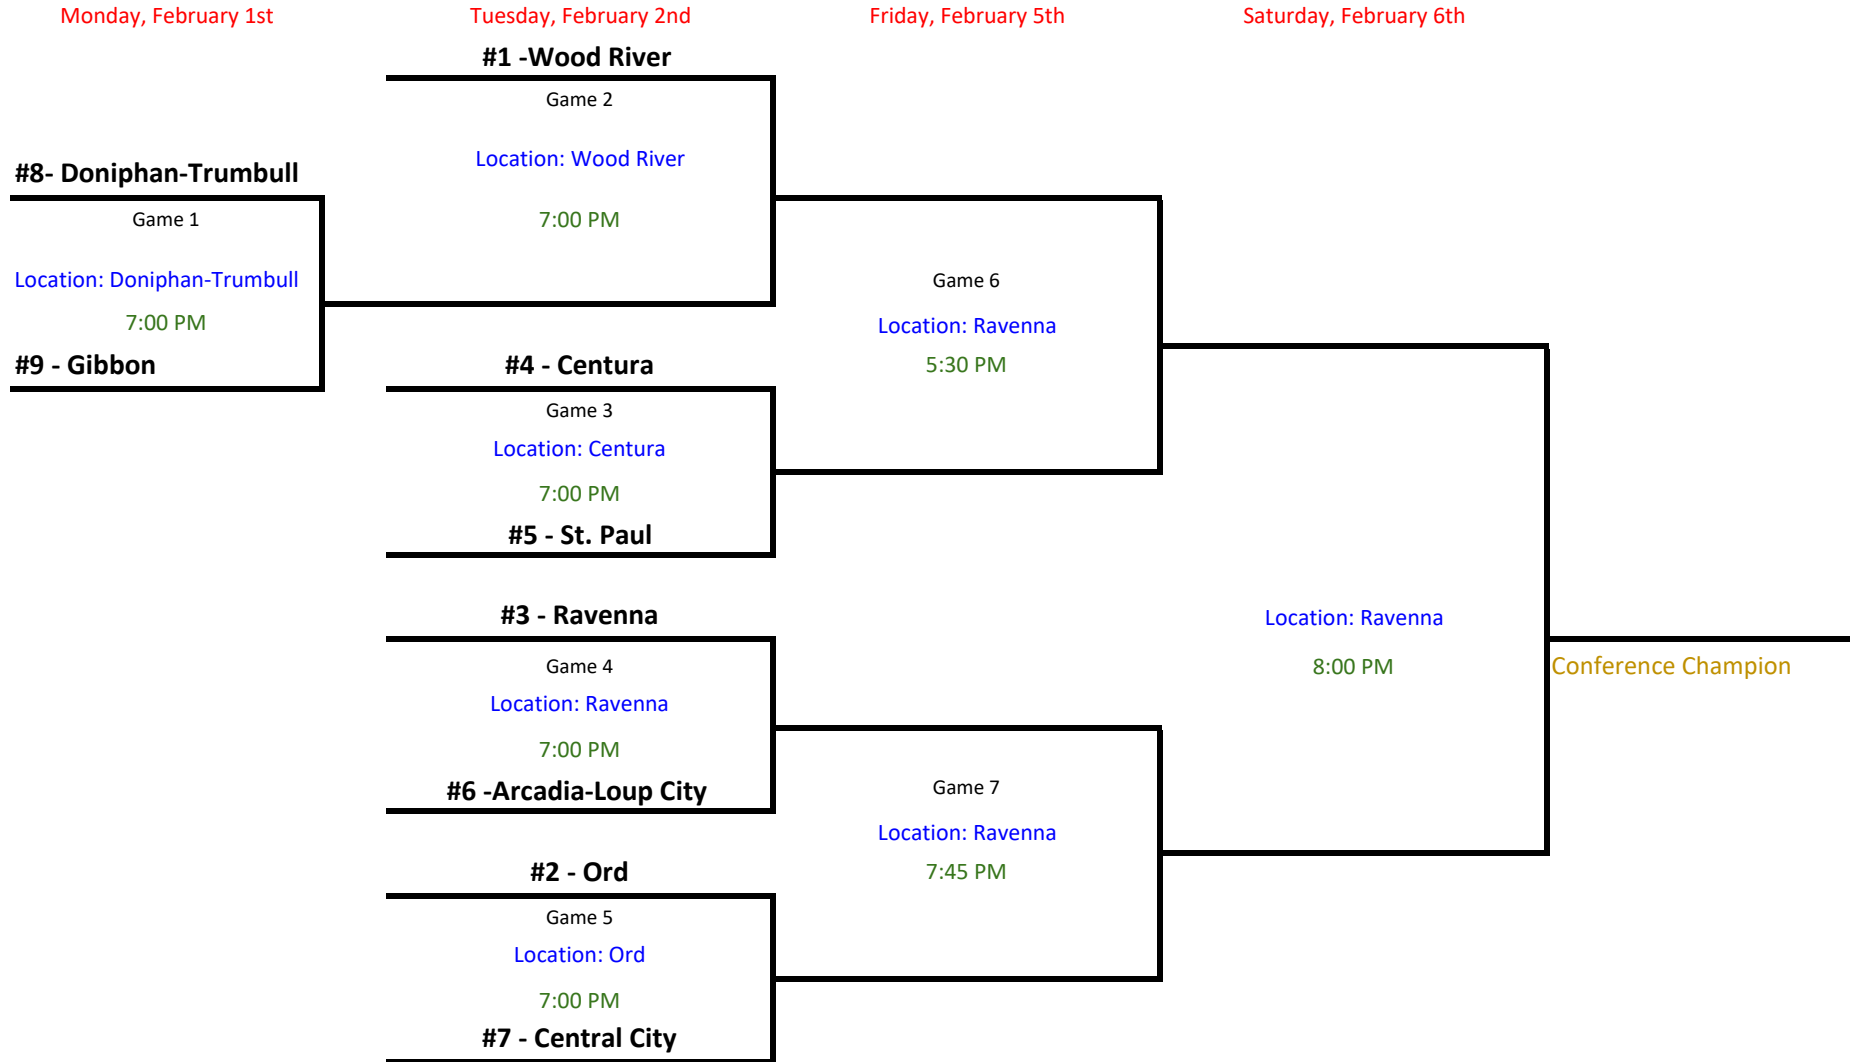 Monday, February 1st
Tuesday, February 2nd
Friday, February 5th
Saturday, February 6th
#8- Doniphan-Trumbull
Game 1
Location: Doniphan-Trumbull
7:00 PM
#9 - Gibbon
#1 -Wood River
Game 2
Location: Wood River
7:00 PM
#4 - Centura
Game 3
Location: Centura
7:00 PM
#5 - St. Paul
#3 - Ravenna
Game 4
Location: Ravenna
7:00 PM
#6 -Arcadia-Loup City
#2 - Ord
Game 5
Location: Ord
7:00 PM
#7 - Central City
Game 6
Location: Ravenna
5:30 PM
Game 7
Location: Ravenna
7:45 PM
Location: Ravenna
8:00 PM
Conference Champion